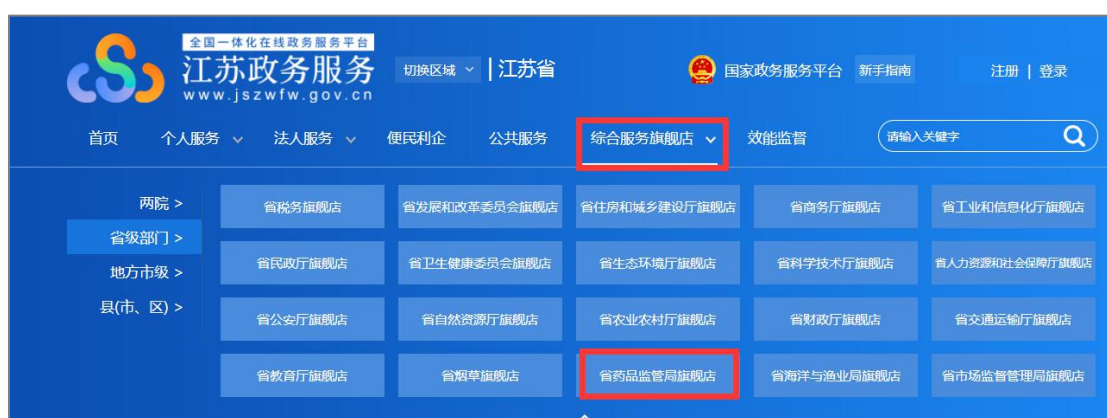 全国一体化在线政务服务平台
江苏政务服务
www.jszwfw.gov.cn
切换区域 江苏省 国家政务服务平台 新手指南 注册 | 登录
首页 个人服务 法人服务 便民利企 公共服务 综合服务旗舰店 效能监督 请输入关键字
两院 > 省税务旗舰店 省发展和改革委员会旗舰店 省住房和城乡建设厅旗舰店 省商务厅旗舰店 省工业和信息化厅旗舰店
省级部门 >
地方市级 > 省民政厅旗舰店 省卫生健康委员会旗舰店 省生态环境厅旗舰店 省科学技术厅旗舰店 省人力资源和社会保障厅旗舰店
县(市、区) > 省公安厅旗舰店 省自然资源厅旗舰店 省农业农村厅旗舰店 省财政厅旗舰店 省交通运输厅旗舰店
省教育厅旗舰店 省烟草旗舰店 省药品监管局旗舰店 省海洋与渔业局旗舰店 省市场监督管理局旗舰店